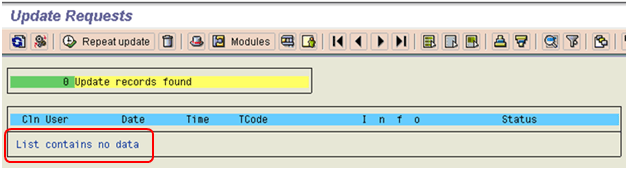 Update Requests
Repeat update Modules
0 Update records found
Cln User Date Time TCode I n f o Status
List contains no data